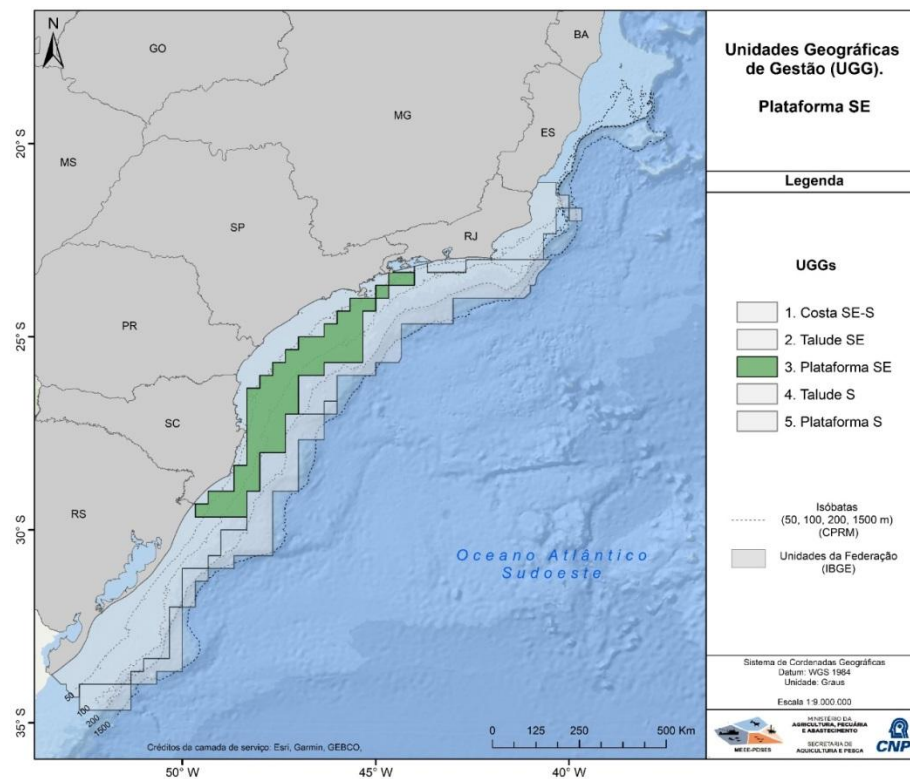 N
GO
BA
MG
ES
MS
SP
RJ
PR
SC
RS
20° S
25° S
30° S
35° S
50° W
45° W
40° W
50
100
200
1500
Oceano Atlântico
Sudoeste
0 125 250 500 Km
Créditos da camada de serviço: Esri, Garmin, GEBCO,
Unidades Geográficas
de Gestão (UGG).
Plataforma SE
Legenda
UGGs
1. Costa SE-S
2. Talude SE
3. Plataforma SE
4. Talude S
5. Plataforma S
Isóbatas
(50, 100, 200, 1500 m)
(CPRM)
Unidades da Federação
(IBGE)
Sistema de Cordenadas Geográficas
Datum: WGS 1984
Unidade: Graus
Escala 1:9.000.000
MINISTÉRIO DA
AGRICULTURA, PECUÁRIA
E ABASTECIMENTO
SECRETARIA DE
AQUICULTURA E PESCA
CNP